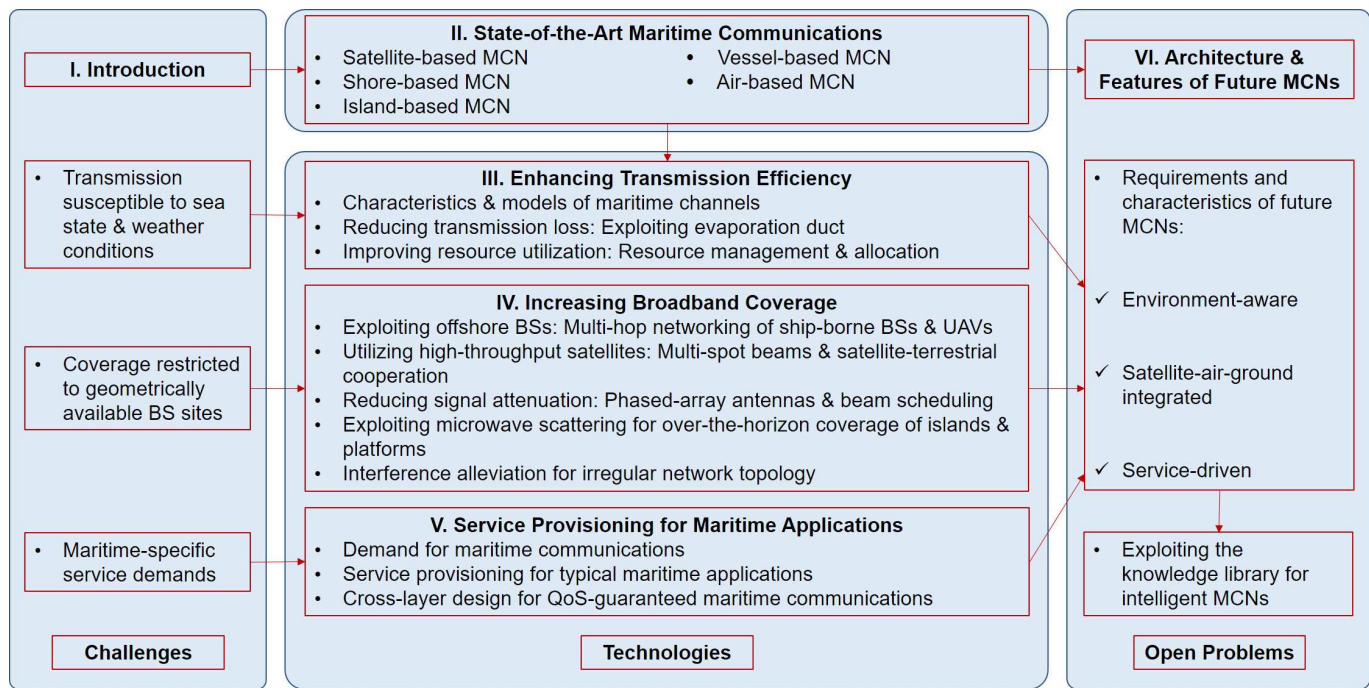 I. Introduction
• Transmission
susceptible to sea
state & weather
conditions
• Coverage restricted
to geometrically
available BS sites
• Maritime-specific
service demands
Challenges
II. State-of-the-Art Maritime Communications
• Satellite-based MCN
• Shore-based MCN
• Island-based MCN
• Vessel-based MCN
• Air-based MCN
III. Enhancing Transmission Efficiency
• Characteristics & models of maritime channels
• Reducing transmission loss: Exploiting evaporation duct
• Improving resource utilization: Resource management & allocation
IV. Increasing Broadband Coverage
• Exploiting offshore BSs: Multi-hop networking of ship-borne BSs & UAVs
• Utilizing high-throughput satellites: Multi-spot beams & satellite-terrestrial
cooperation
• Reducing signal attenuation: Phased-array antennas & beam scheduling
• Exploiting microwave scattering for over-the-horizon coverage of islands &
platforms
• Interference alleviation for irregular network topology
V. Service Provisioning for Maritime Applications
• Demand for maritime communications
• Service provisioning for typical maritime applications
• Cross-layer design for QoS-guaranteed maritime communications
Technologies
VI. Architecture &
Features of Future MCNs
• Requirements and
characteristics of future
MCNs:
✓ Environment-aware
✓ Satellite-air-ground
integrated
✓ Service-driven
• Exploiting the
knowledge library for
intelligent MCNs
Open Problems